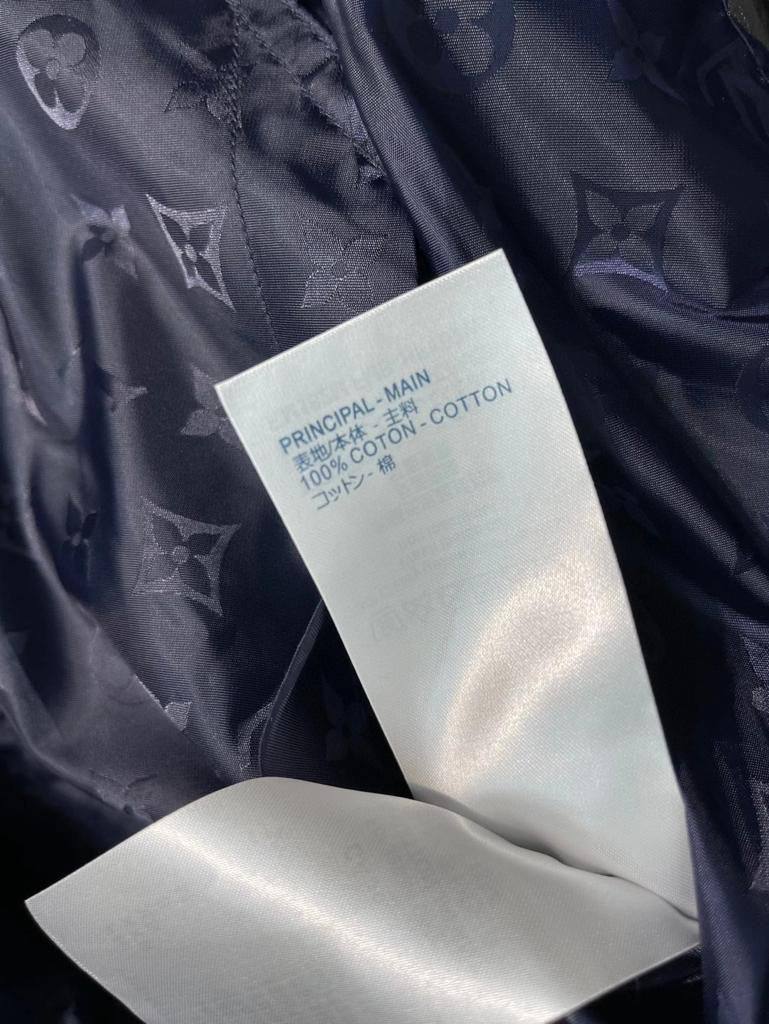 PRINCIPAL - MAIN
表地/本体 - 主料
100% COTON - COTTON
コットン - 棉